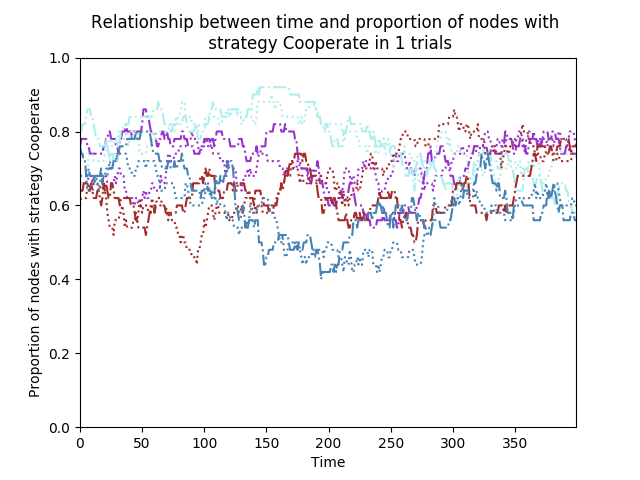 Relationship between time and proportion of nodes with
strategy Cooperate in 1 trials
Proportion of nodes with strategy Cooperate
1.0
0.8
0.6
0.4
0.2
0.0
0 50 100 150 200 250 300 350
Time